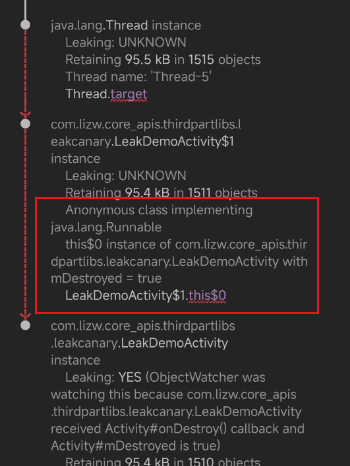 java.lang.Thread instance
Leaking: UNKNOWN
Retaining 95.5 kB in 1515 objects
Thread name: 'Thread-5'
Thread.target
com.lizw.core_apis.thirdpartlibs.l
eakcanary.LeakDemoActivity$1
instance
Leaking: UNKNOWN
Retaining 95.4 kB in 1511 objects
Anonymous class implementing
java.lang.Runnable
this$0 instance of com.lizw.core_apis.thir
dpartlibs.leakcanary.LeakDemoActivity with
mDestroyed = true
LeakDemoActivity$1.this$0
com.lizw.core_apis.thirdpartlibs
.leakcanary.LeakDemoActivity
instance
Leaking: YES (ObjectWatcher was
watching this because com.lizw.core_apis
.thirdpartlibs.leakcanary.LeakDemoActivity
received Activity#onDestroy() callback and
Activity#mDestroyed is true)
Retaining 95.4 kB in 1510 objects